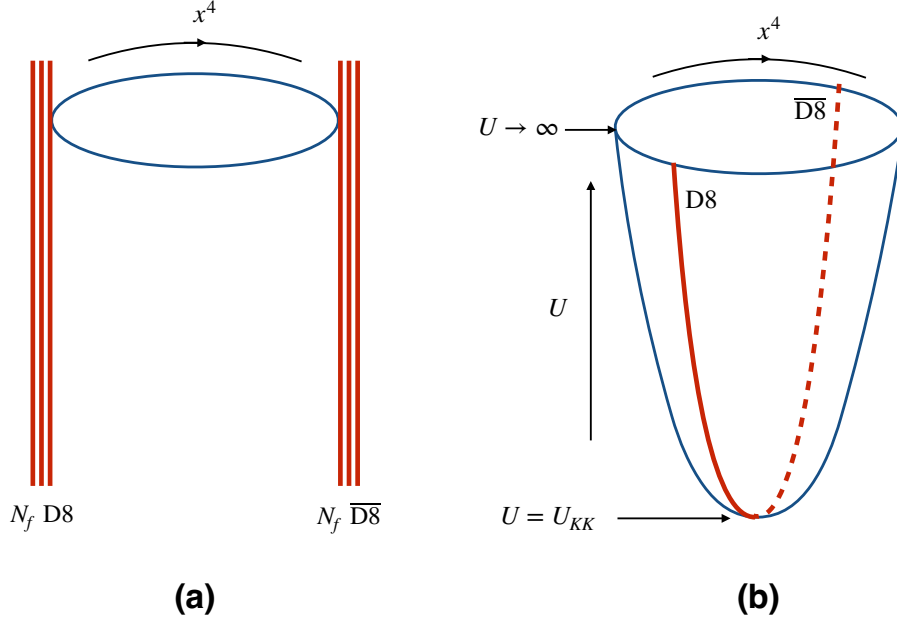 x⁴
N_f D8
N_f D̅8̅
(a)
x⁴
D̅8̅
U → ∞
D8
U
U = U_KK
(b)